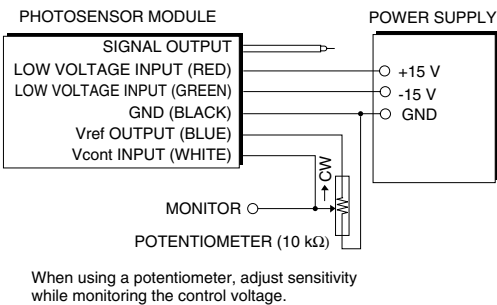 PHOTOSENSOR MODULE
POWER SUPPLY
SIGNAL OUTPUT
LOW VOLTAGE INPUT (RED)
+15 V
LOW VOLTAGE INPUT (GREEN)
-15 V
GND (BLACK)
GND
Vref OUTPUT (BLUE)
Vcont INPUT (WHITE)
CW
MONITOR
POTENTIOMETER (10 kΩ)
When using a potentiometer, adjust sensitivity
while monitoring the control voltage.